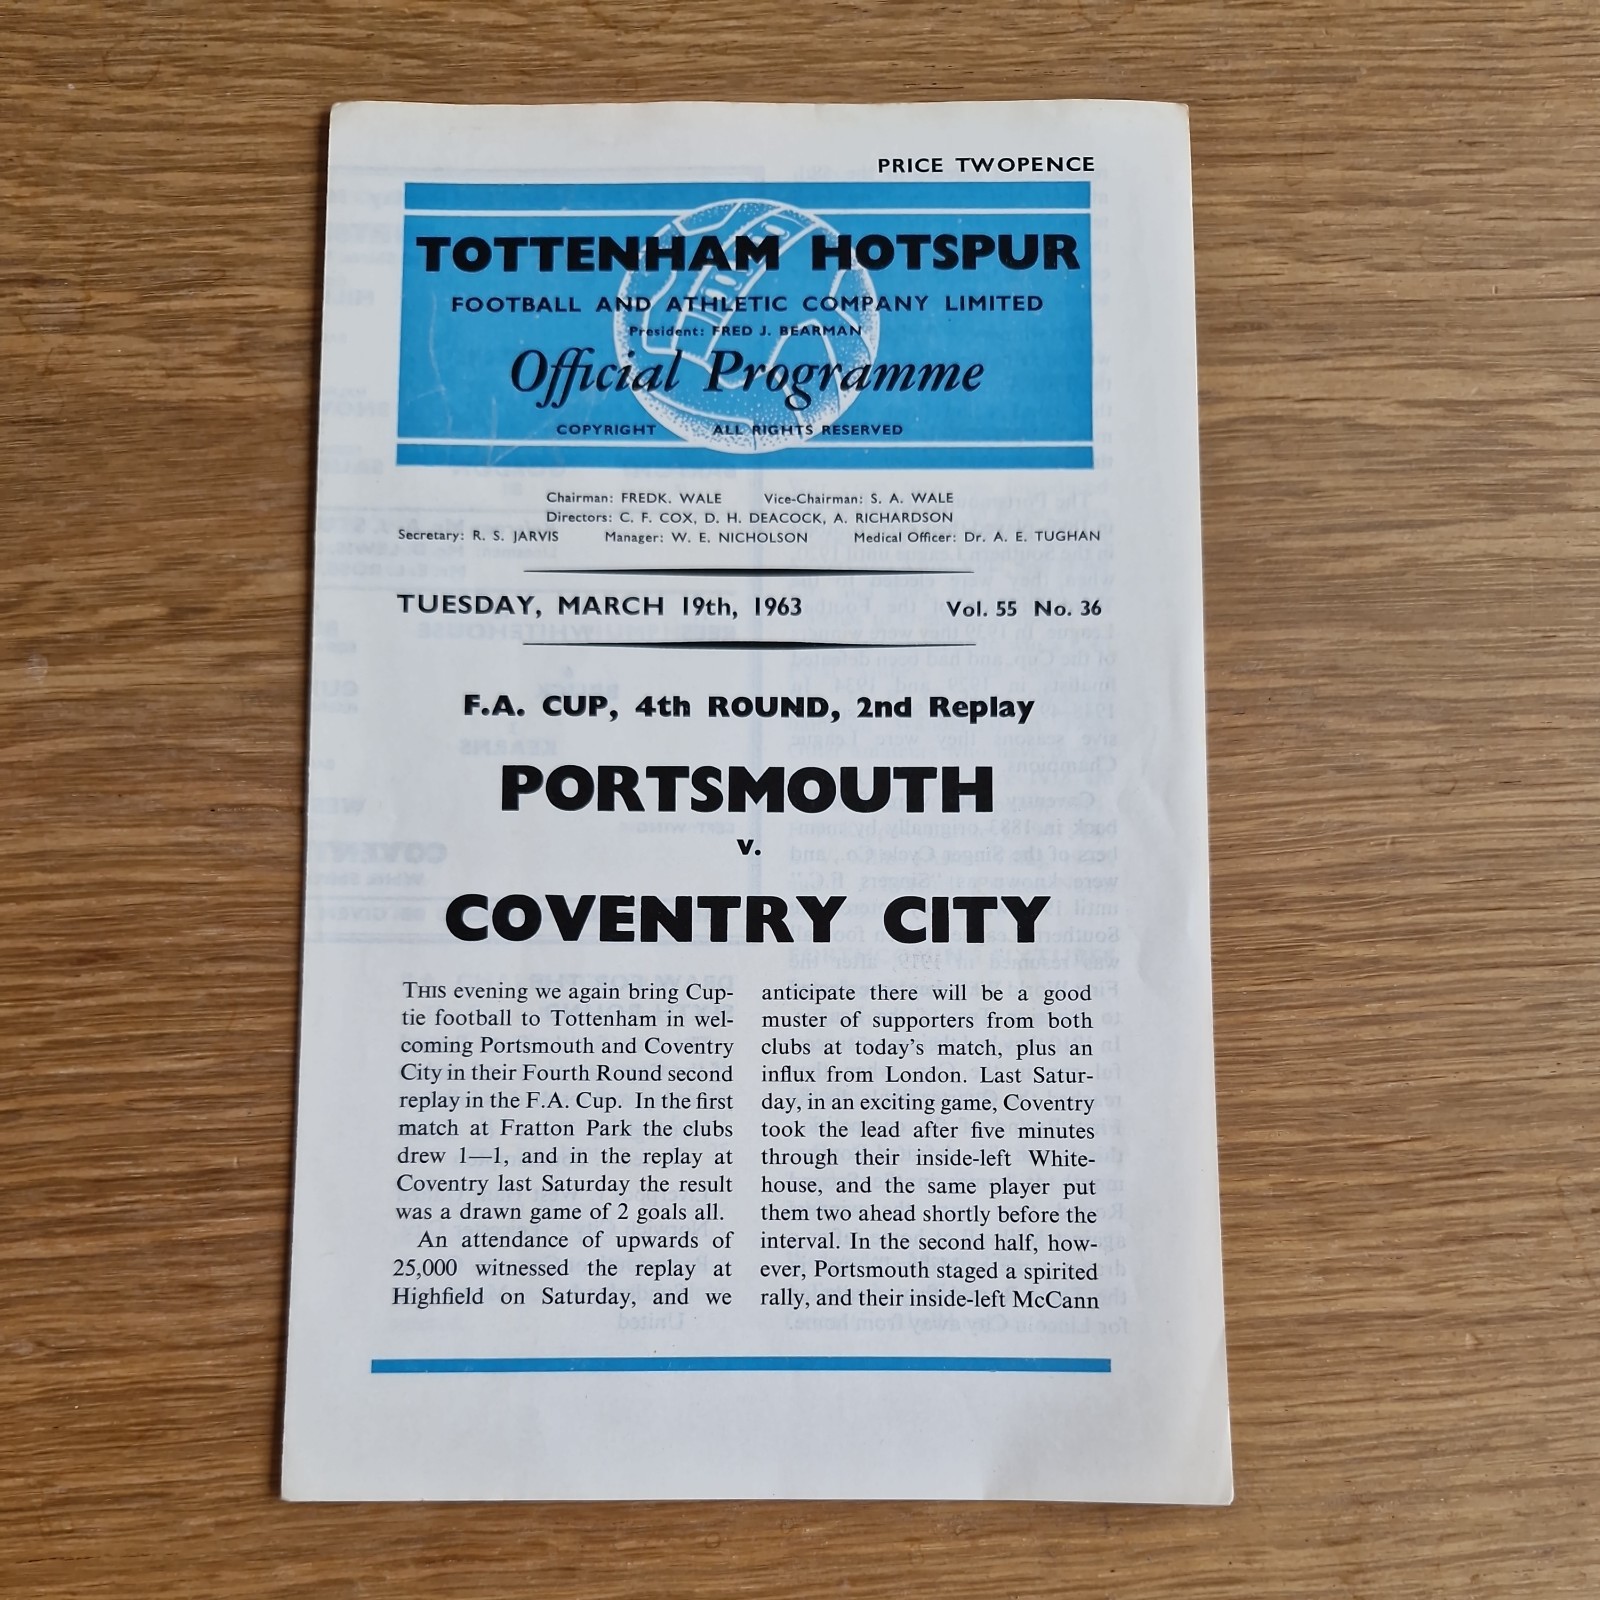 PRICE TWOPENCE
TOTTENHAM HOTSPUR
FOOTBALL AND ATHLETIC COMPANY LIMITED
President: FRED J. BEARMAN
Official Programme
COPYRIGHT ALL RIGHTS RESERVED
Chairman: FREDK. WALE Vice-Chairman: S. A. WALE
Directors: C. F. COX, D. H. DEACOCK, A. RICHARDSON
Secretary: R. S. JARVIS Manager: W. E. NICHOLSON Medical Officer: Dr. A. E. TUGHAN
TUESDAY, MARCH 19th, 1963 Vol. 55 No. 36
F.A. CUP, 4th ROUND, 2nd Replay
PORTSMOUTH
v.
COVENTRY CITY
THIS evening we again bring Cup-
tie football to Tottenham in wel-
coming Portsmouth and Coventry
City in their Fourth Round second
replay in the F.A. Cup. In the first
match at Fratton Park the clubs
drew 1—1, and in the replay at
Coventry last Saturday the result
was a drawn game of 2 goals all.
An attendance of upwards of
25,000 witnessed the replay at
Highfield on Saturday, and we
anticipate there will be a good
muster of supporters from both
clubs at today's match, plus an
influx from London. Last Satur-
day, in an exciting game, Coventry
took the lead after five minutes
through their inside-left White-
house, and the same player put
them two ahead shortly before the
interval. In the second half, how-
ever, Portsmouth staged a spirited
rally, and their inside-left McCann